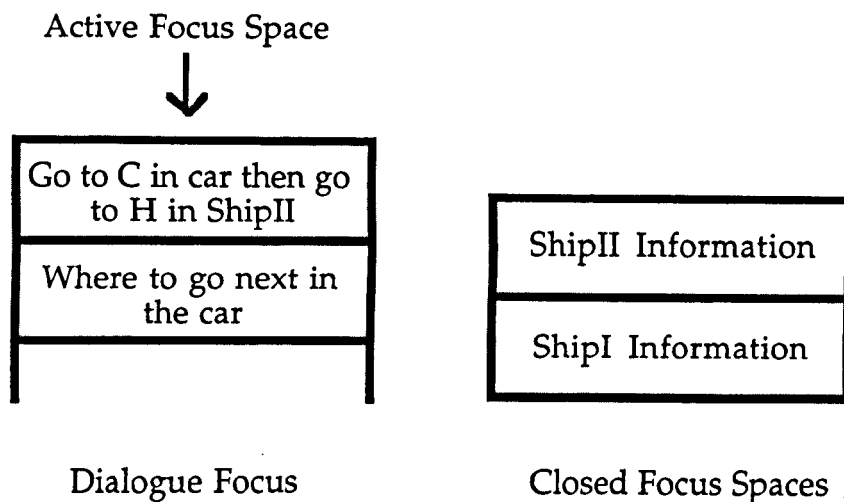 Active Focus Space
Go to C in car then go
to H in ShipII
Where to go next in
the car
ShipII Information
ShipI Information
Dialogue Focus
Closed Focus Spaces